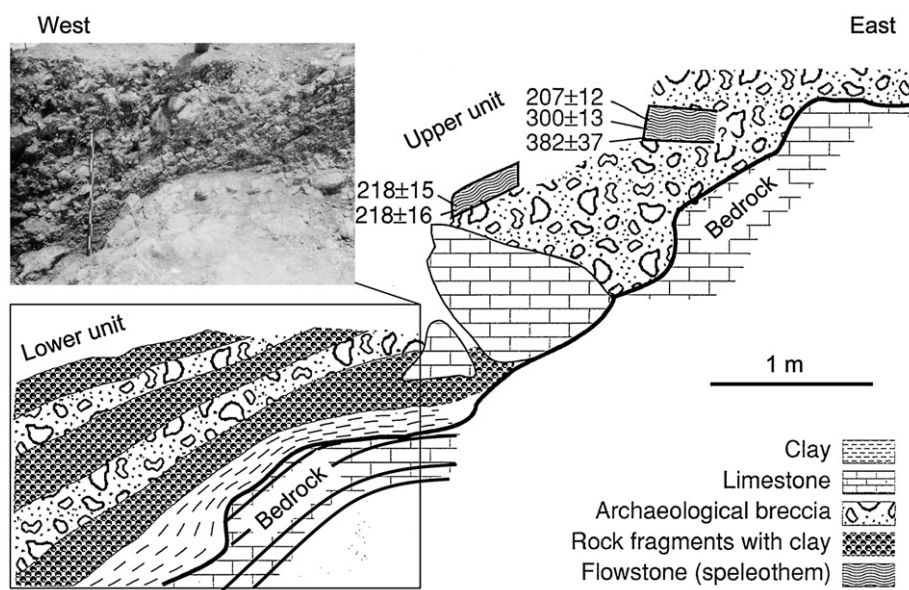 West
East
Upper unit
207±12
300±13
382±37
?
218±15
218±16
Bedrock
Lower unit
1 m
Bedrock
Clay
Limestone
Archaeological breccia
Rock fragments with clay
Flowstone (speleothem)